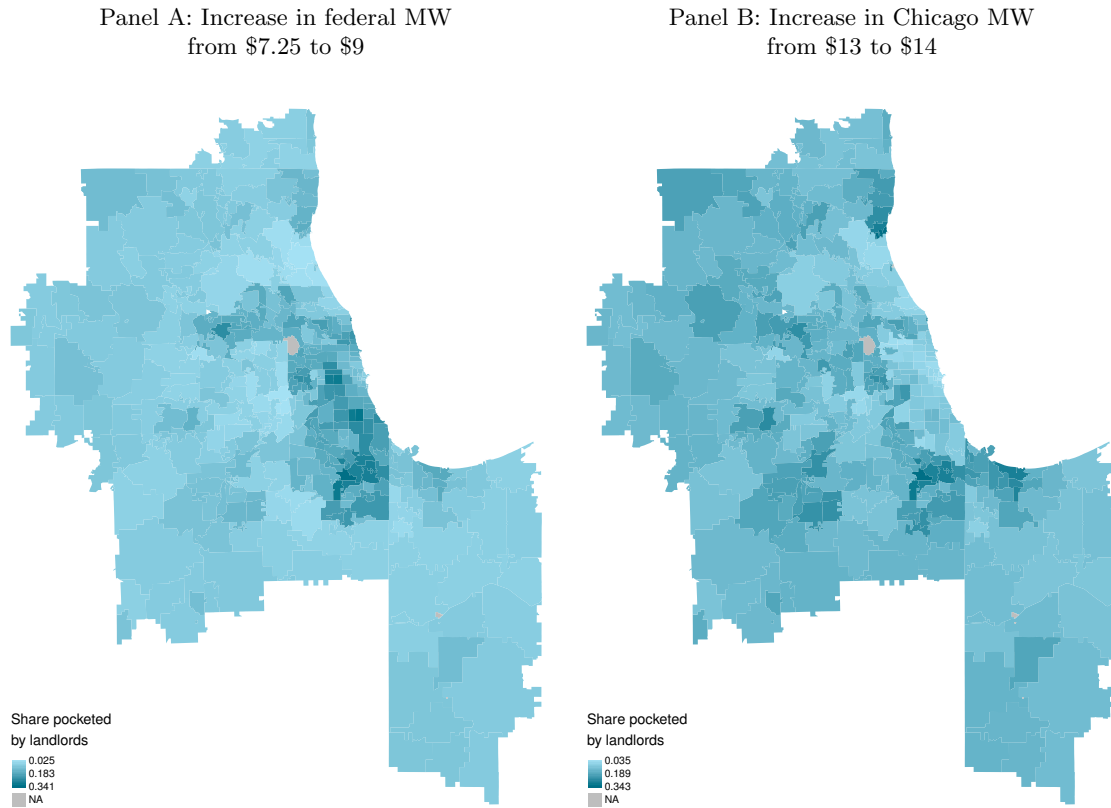 Panel A: Increase in federal MW
from $7.25 to $9
Panel B: Increase in Chicago MW
from $13 to $14
Share pocketed
by landlords
0.025
0.183
0.341
NA
Share pocketed
by landlords
0.035
0.189
0.343
NA